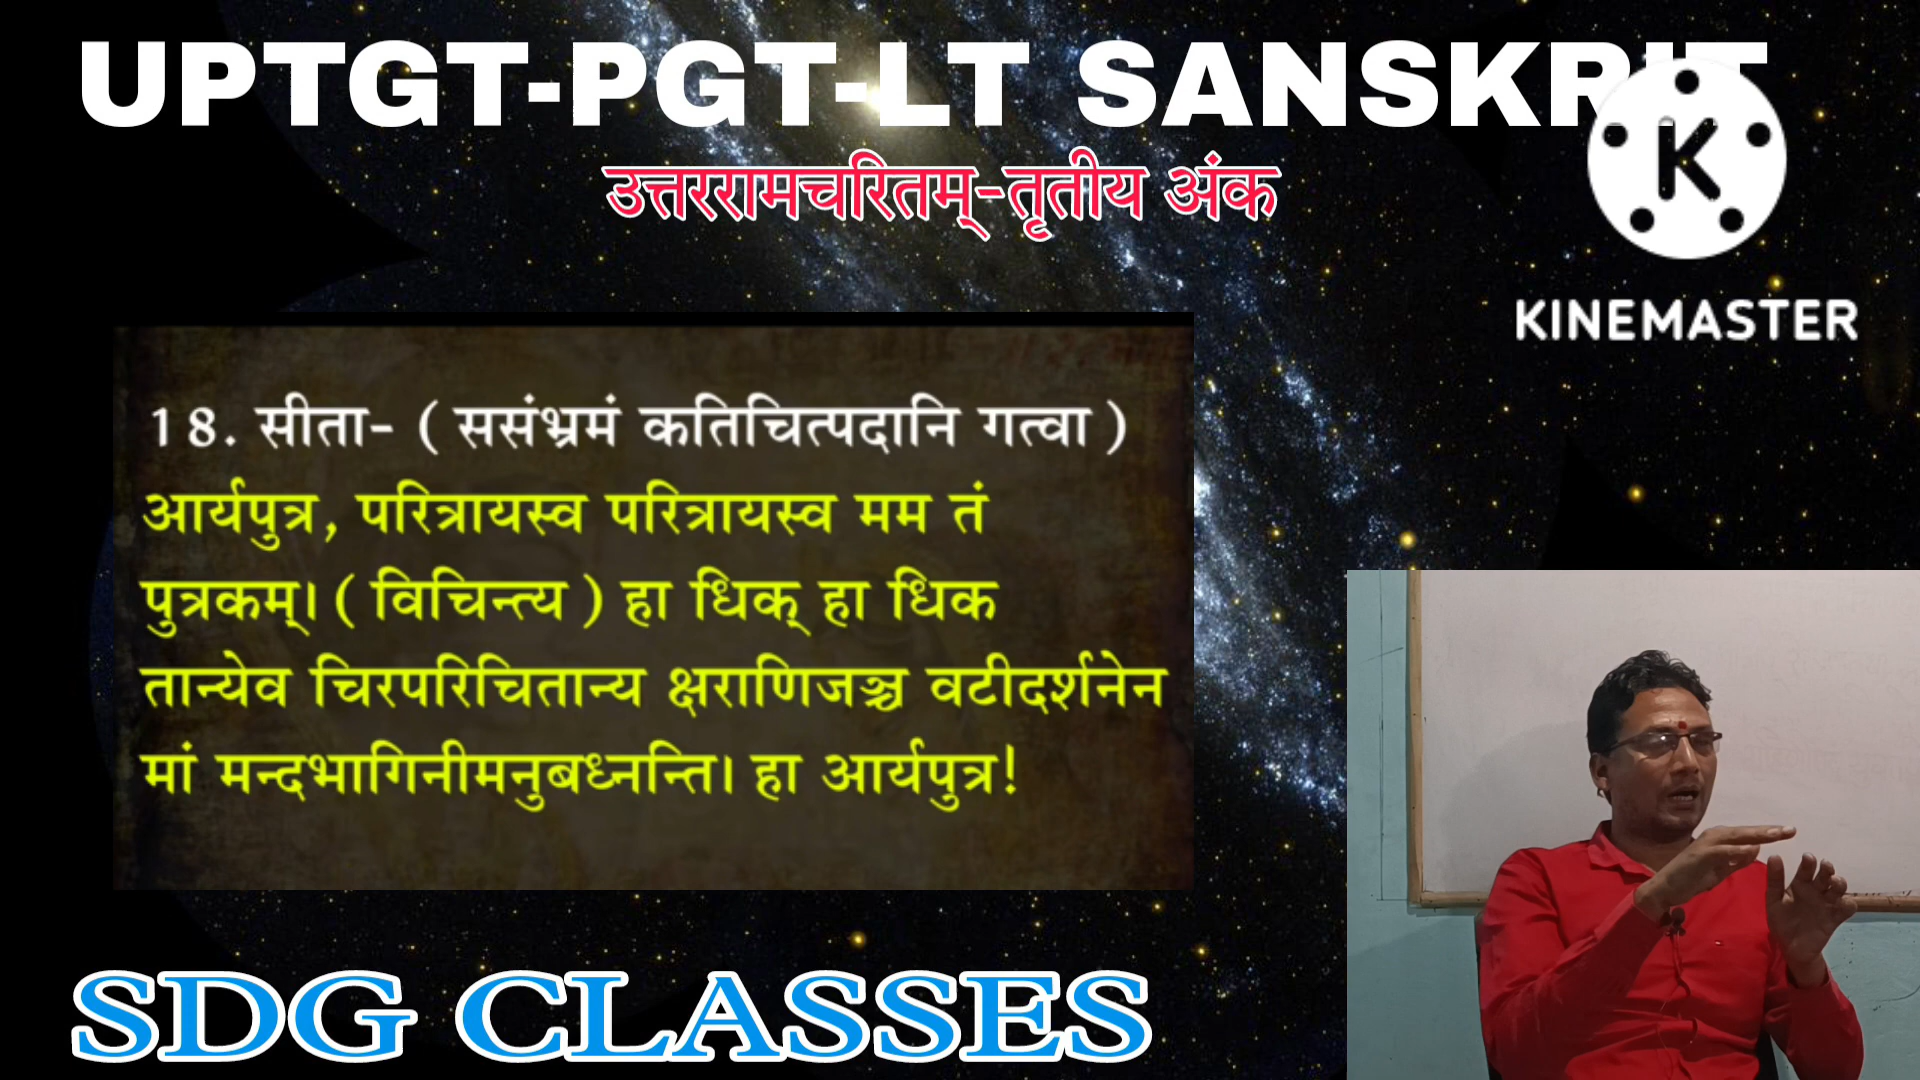 UPTGT-PGT-LT SANSKRIT
उत्तररामचरितम्-तृतीय अंक
K
KINEMASTER
18. सीता- ( ससंभ्रमं कतिचित्पदानि गत्वा )
आर्यपुत्र, परित्रायस्व परित्रायस्व मम तं
पुत्रकम्। ( विचिन्त्य ) हा धिक् हा धिक
तान्येव चिरपरिचितान्य क्षराणिजञ्च वटीदर्शनेन
मां मन्दभागिनीमनुबध्नन्ति। हा आर्यपुत्र!
SDG CLASSES